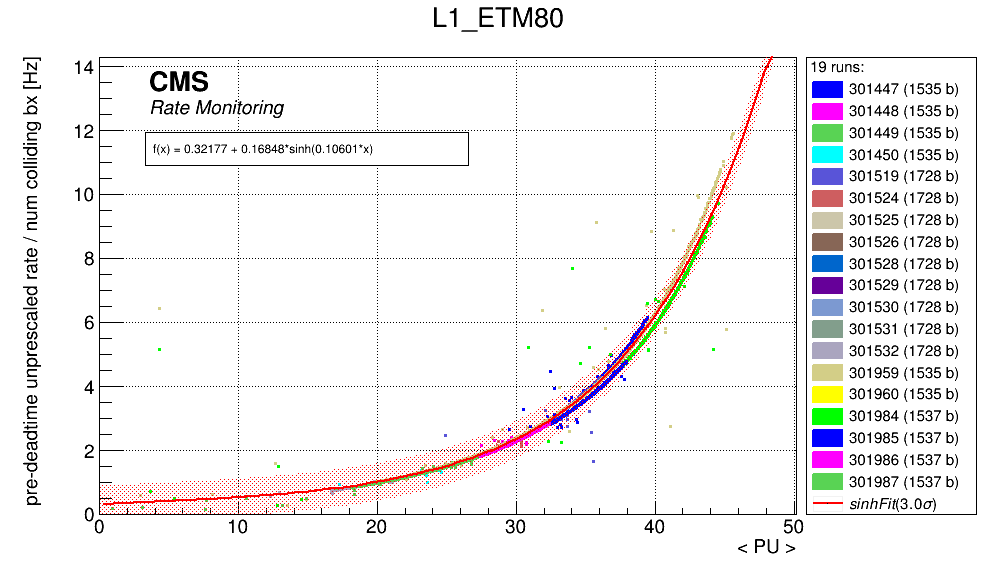 L1_ETM80
pre-deadtime unprescaled rate / num colliding bx [Hz]
CMS
Rate Monitoring
f(x) = 0.32177 + 0.16848*sinh(0.10601*x)
14
12
10
8
6
4
2
0
0 10 20 30 40 50
< PU >
19 runs:
301447 (1535 b)
301448 (1535 b)
301449 (1535 b)
301450 (1535 b)
301519 (1728 b)
301524 (1728 b)
301525 (1728 b)
301526 (1728 b)
301528 (1728 b)
301529 (1728 b)
301530 (1728 b)
301531 (1728 b)
301532 (1728 b)
301959 (1535 b)
301960 (1535 b)
301984 (1537 b)
301985 (1537 b)
301986 (1537 b)
301987 (1537 b)
sinhFit(3.0σ)